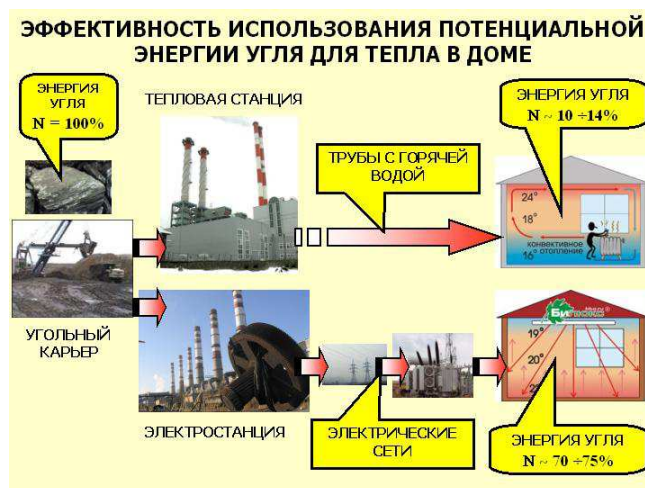 ЭФФЕКТИВНОСТЬ ИСПОЛЬЗОВАНИЯ ПОТЕНЦИАЛЬНОЙ
ЭНЕРГИИ УГЛЯ ДЛЯ ТЕПЛА В ДОМЕ
ЭНЕРГИЯ
УГЛЯ
N = 100%
ТЕПЛОВАЯ СТАНЦИЯ
ЭНЕРГИЯ УГЛЯ
N ~ 10 ÷14%
ТРУБЫ С ГОРЯЧЕЙ
ВОДОЙ
24°
18°
конвективное
отопление
16°
УГОЛЬНЫЙ
КАРЬЕР
19°
20°
ЭЛЕКТРОСТАНЦИЯ
ЭЛЕКТРИЧЕСКИЕ
СЕТИ
ЭНЕРГИЯ УГЛЯ
N ~ 70 ÷75%